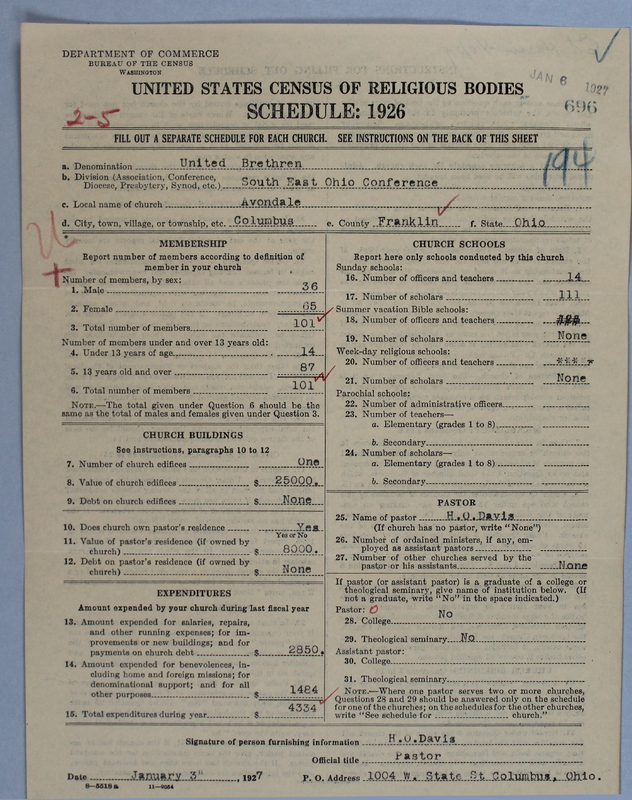 DEPARTMENT OF COMMERCE
BUREAU OF THE CENSUS
WASHINGTON
UNITED STATES CENSUS OF RELIGIOUS BODIES
SCHEDULE: 1926
JAN 6 1927
696
2-5
FILL OUT A SEPARATE SCHEDULE FOR EACH CHURCH. SEE INSTRUCTIONS ON THE BACK OF THIS SHEET
194
a. Denomination United Brethren
b. Division (Association, Conference, Diocese, Presbytery, Synod, etc.) South East Ohio Conference
c. Local name of church Avondale
d. City, town, village, or township, etc. Columbus e. County Franklin f. State Ohio
MEMBERSHIP
Report number of members according to definition of
member in your church
Number of members, by sex:
1. Male 36
2. Female 65
3. Total number of members 101
Number of members under and over 13 years old:
4. Under 13 years of age 14
5. 13 years old and over 87
6. Total number of members 101
NOTE.—The total given under Question 6 should be the
same as the total of males and females given under Question 3.
CHURCH BUILDINGS
See instructions, paragraphs 10 to 12
7. Number of church edifices One
8. Value of church edifices $ 25000.
9. Debt on church edifices $ None
10. Does church own pastor's residence Yes
Yes or No
11. Value of pastor's residence (if owned by
church) $ 8000.
12. Debt on pastor's residence (if owned by
church) $ None
EXPENDITURES
Amount expended by your church during last fiscal year
13. Amount expended for salaries, repairs,
and other running expenses; for im-
provements or new buildings; and for
payments on church debt $ 2850.
14. Amount expended for benevolences, in-
cluding home and foreign missions; for
denominational support; and for all
other purposes $ 1484
15. Total expenditures during year $ 4334
CHURCH SCHOOLS
Report here only schools conducted by this church
Sunday schools:
16. Number of officers and teachers 14
17. Number of scholars 111
Summer vacation Bible schools:
18. Number of officers and teachers
19. Number of scholars None
Week-day religious schools:
20. Number of officers and teachers
21. Number of scholars None
Parochial schools:
22. Number of administrative officers
23. Number of teachers—
a. Elementary (grades 1 to 8)
b. Secondary
24. Number of scholars—
a. Elementary (grades 1 to 8)
b. Secondary
PASTOR
25. Name of pastor H.O.Davis
(If church has no pastor, write "None")
26. Number of ordained ministers, if any, em-
ployed as assistant pastors
27. Number of other churches served by the
pastor or his assistants None
If pastor (or assistant pastor) is a graduate of a college or
theological seminary, give name of institution below. (If
not a graduate, write "No" in the space indicated.)
Pastor: 0
28. College No
29. Theological seminary No
Assistant pastor:
30. College
31. Theological seminary
NOTE.—Where one pastor serves two or more churches,
Questions 28 and 29 should be answered only on the schedule
for one of the churches; on the schedules for the other churches,
write "See schedule for church."
Signature of person furnishing information H.O.Davis
Official title Pastor
Date January 3", 1927 P. O. Address 1004 W. State St Columbus, Ohio.
8—5518 a 11—9054